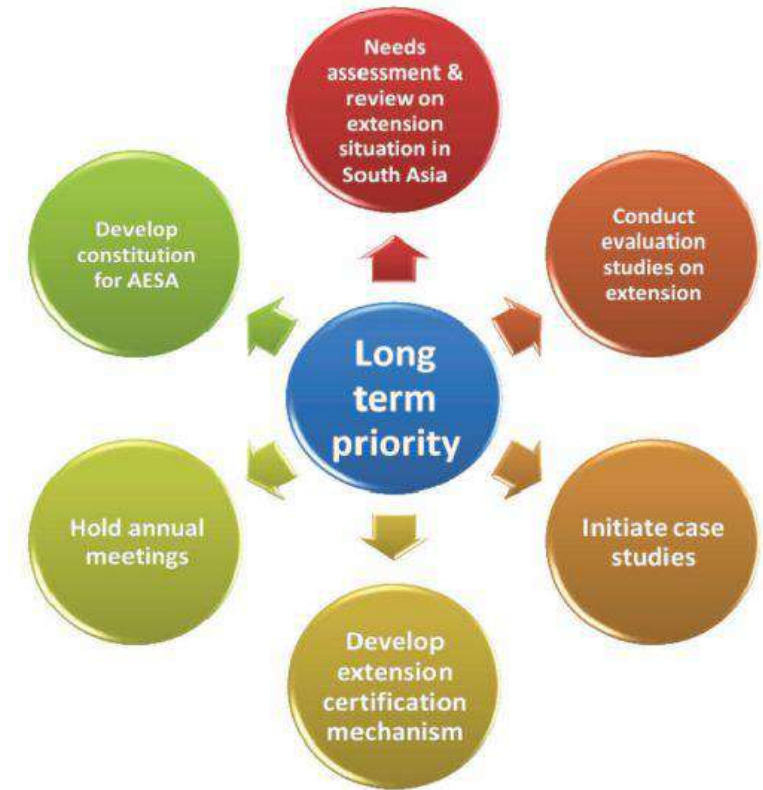 Needs
assessment &
review on
extension
situation in
South Asia
Conduct
evaluation
studies on
extension
Initiate case
studies
Develop
extension
certification
mechanism
Hold annual
meetings
Develop
constitution
for AESA
Long
term
priority